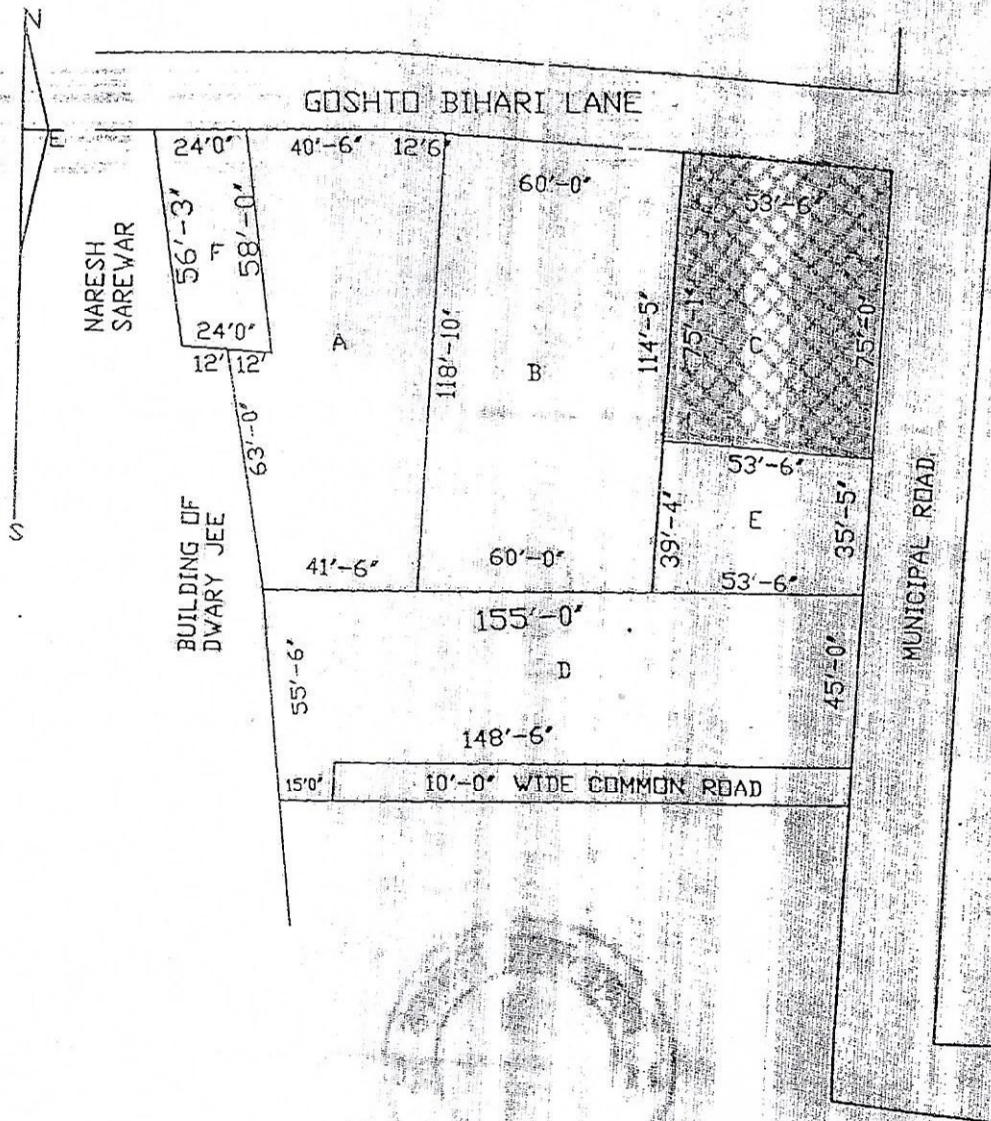 N
E
S
GOSHTO BIHARI LANE
24'0"
40'-6"
12'6"
60'-0"
53'-6"
56'-3"
F
58'-0"
NARESH
SAREWAR
24'0"
12'
12'
A
118'-10"
B
114'-5"
75'-1"
C
75'-0"
63'-0"
53'-6"
39'-4"
E
35'-5"
53'-6"
41'-6"
60'-0"
MUNICIPAL ROAD
BUILDING OF
DWARY JEE
155'-0"
D
55'-6"
45'-0"
148'-6"
15'0"
10'-0" WIDE COMMON ROAD